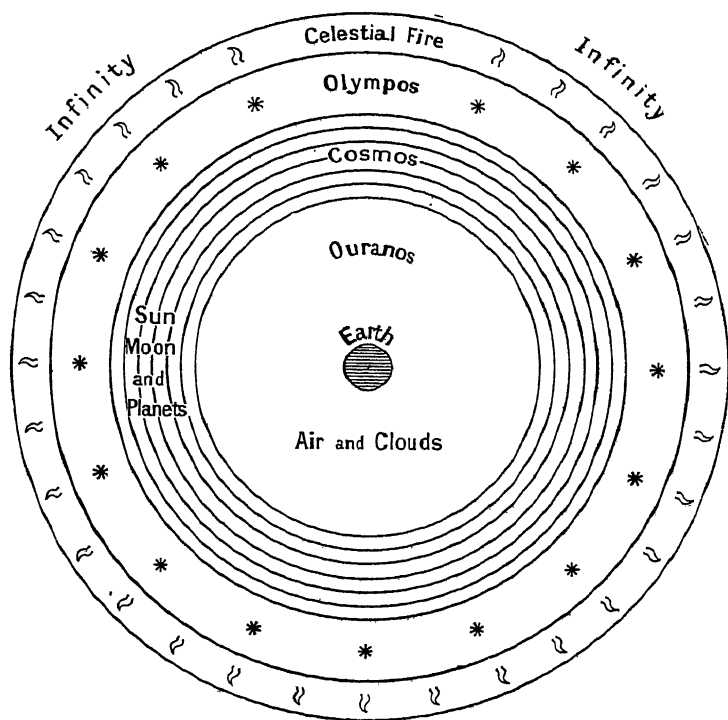 Celestial Fire
Infinity
Infinity
Olympos
Cosmos
Ouranos
Sun
Moon
and
Planets
Earth
Air and Clouds